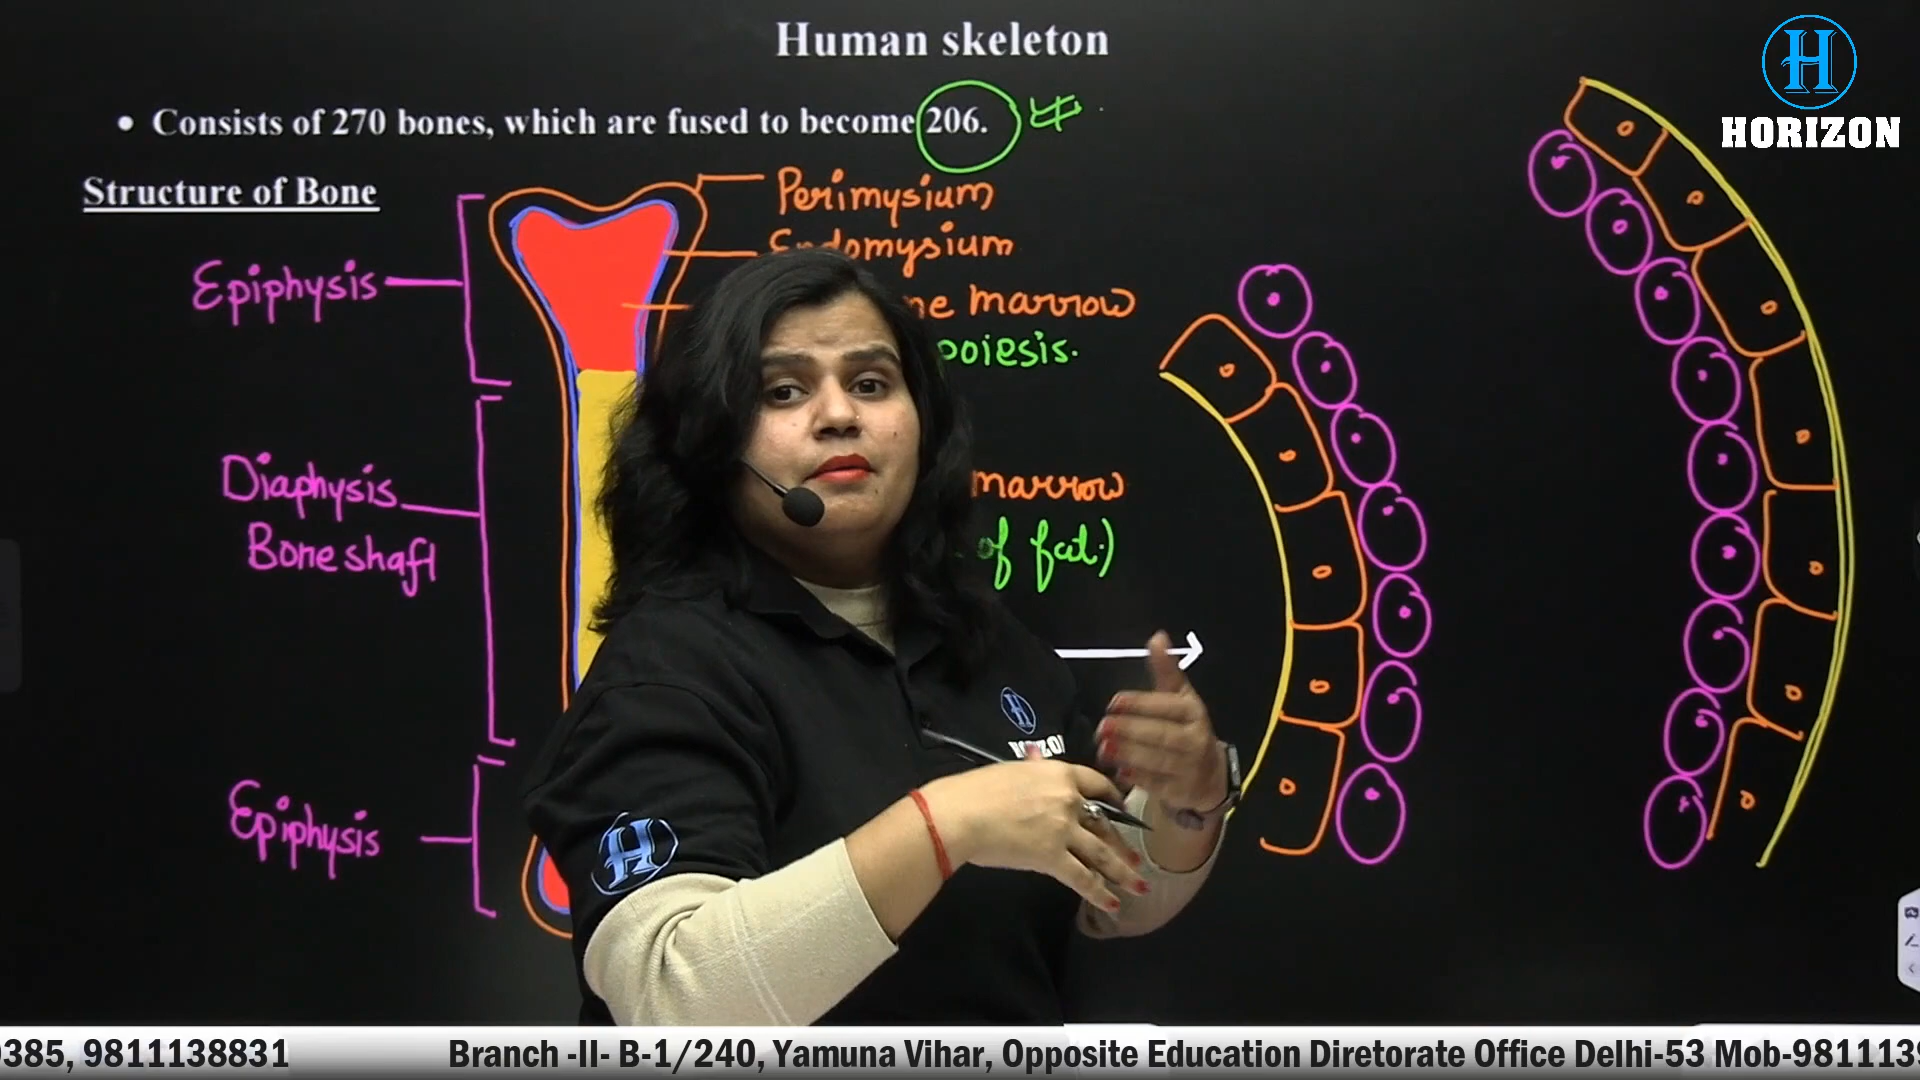 Human skeleton
H
HORIZON
• Consists of 270 bones, which are fused to become 206.
Structure of Bone
Perimysium
Endomysium
Epiphysis
marrow
poiesis.
Diaphysis
Bone shaft
marrow
of fat.)
Epiphysis
H
H
385, 9811138831 Branch -II- B-1/240, Yamuna Vihar, Opposite Education Diretorate Office Delhi-53 Mob-981113